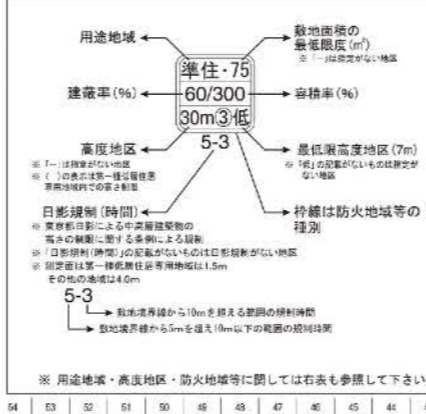 用途地域
敷地面積の
最低限度(㎡)
※「－」は指定がない地区
準住・75
建蔽率(%)
60/300
容積率(%)
30m③低
高度地区
5-3
最低限高度地区(7m)
※「－」は指定がない地区
※( )の表示は第一種低層住居
専用地域内での高さ制限
※「低」の記載がないものは指定が
ない地区
日影規制(時間)
枠線は防火地域等の
種別
※ 東京都日影による中高層建築物の
高さの制限に関する条例による規制
※「日影規制(時間)」の記載がないものは日影規制がない地区
※ 測定面は第一種低層住居専用地域は1.5m
その他の地域は4.0m
5-3
敷地境界線から10mを超える範囲の規制時間
敷地境界線から5mを超え10m以下の範囲の規制時間
※ 用途地域・高度地区・防火地域等に関しては右表も参照して下さい
54 53 52 51 50 49 48 47 46 45 44